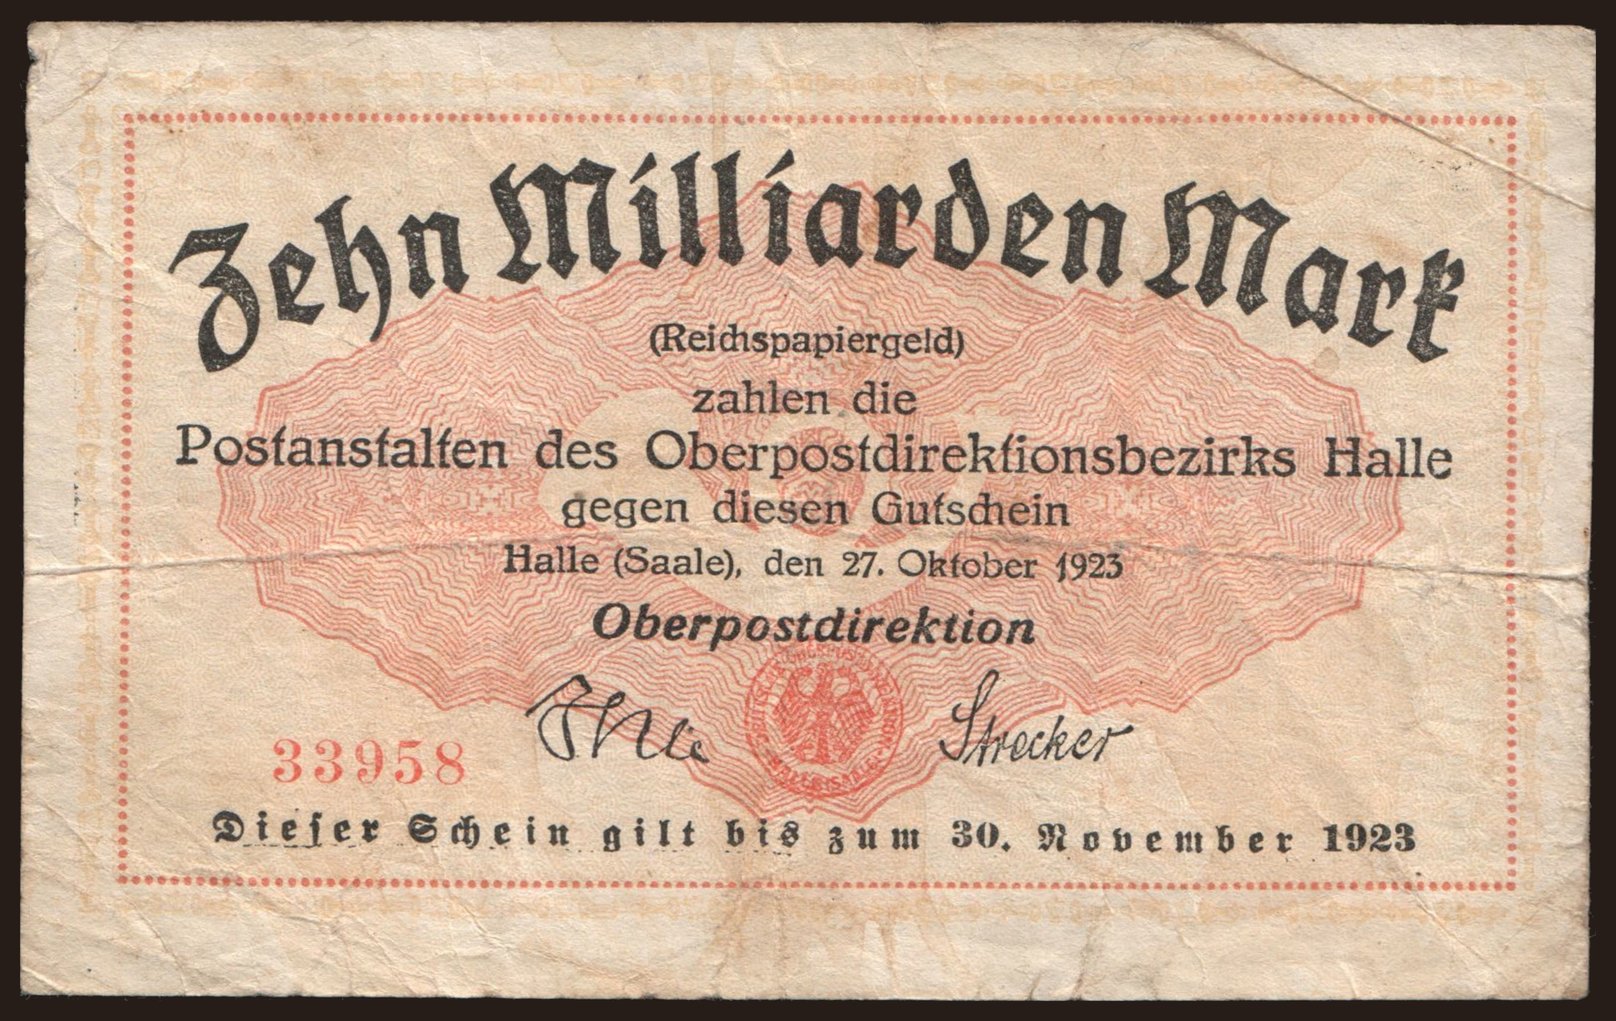 Zehn Milliarden Mark
(Reichspapiergeld)
zahlen die
Postanstalten des Oberpostdirektionsbezirks Halle
gegen diesen Gutschein
Halle (Saale), den 27. Oktober 1923
Oberpostdirektion
Strecker
33958
Dieser Schein gilt bis zum 30. November 1923